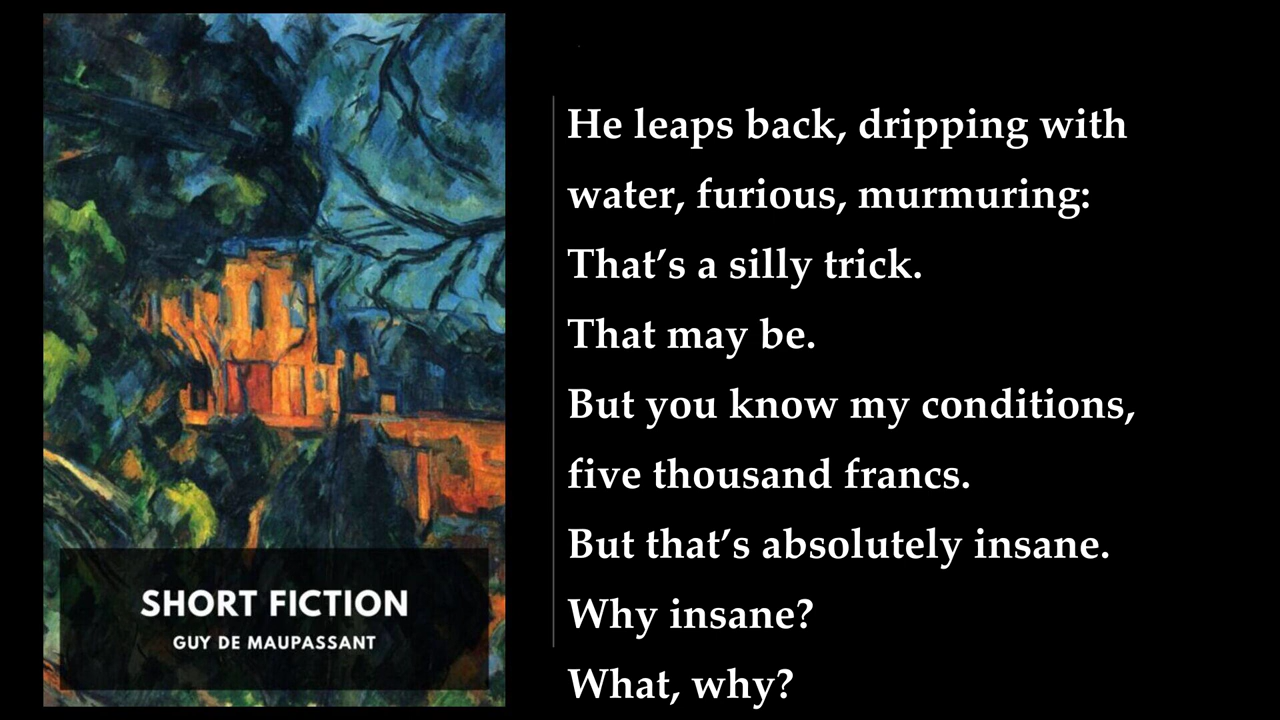 SHORT FICTION
GUY DE MAUPASSANT
He leaps back, dripping with
water, furious, murmuring:
That’s a silly trick.
That may be.
But you know my conditions,
five thousand francs.
But that’s absolutely insane.
Why insane?
What, why?